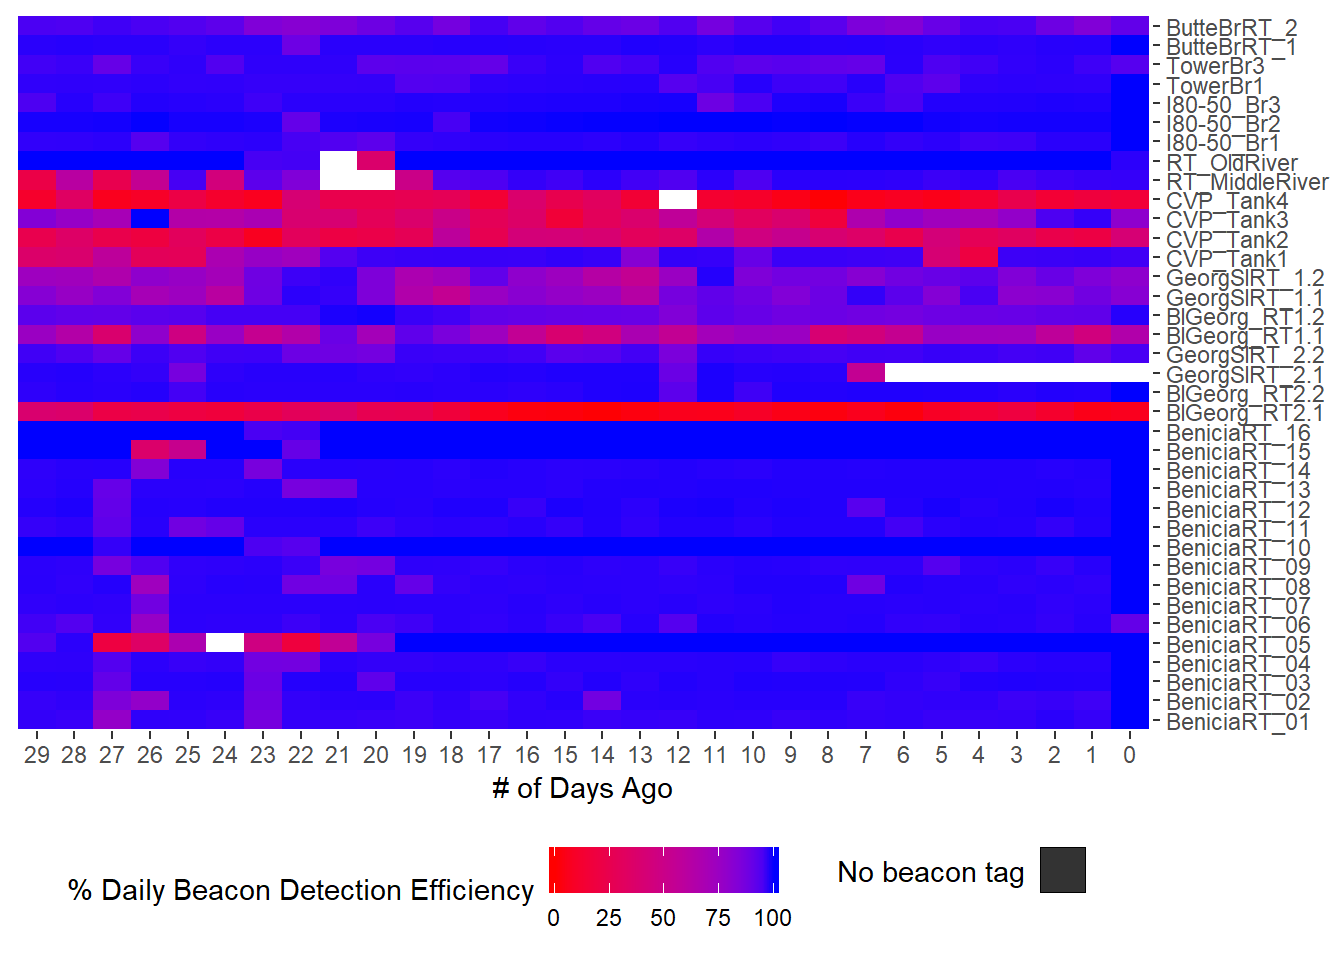 ButteBrRT_2
ButteBrRT_1
TowerBr3
TowerBr1
I80-50_Br3
I80-50_Br2
I80-50_Br1
RT_OldRiver
RT_MiddleRiver
CVP_Tank4
CVP_Tank3
CVP_Tank2
CVP_Tank1
GeorgSlRT_1.2
GeorgSlRT_1.1
BlGeorg_RT1.2
BlGeorg_RT1.1
GeorgSlRT_2.2
GeorgSlRT_2.1
BlGeorg_RT2.2
BlGeorg_RT2.1
BeniciaRT_16
BeniciaRT_15
BeniciaRT_14
BeniciaRT_13
BeniciaRT_12
BeniciaRT_11
BeniciaRT_10
BeniciaRT_09
BeniciaRT_08
BeniciaRT_07
BeniciaRT_06
BeniciaRT_05
BeniciaRT_04
BeniciaRT_03
BeniciaRT_02
BeniciaRT_01
29 28 27 26 25 24 23 22 21 20 19 18 17 16 15 14 13 12 11 10 9 8 7 6 5 4 3 2 1 0
# of Days Ago
% Daily Beacon Detection Efficiency
0 25 50 75 100
No beacon tag